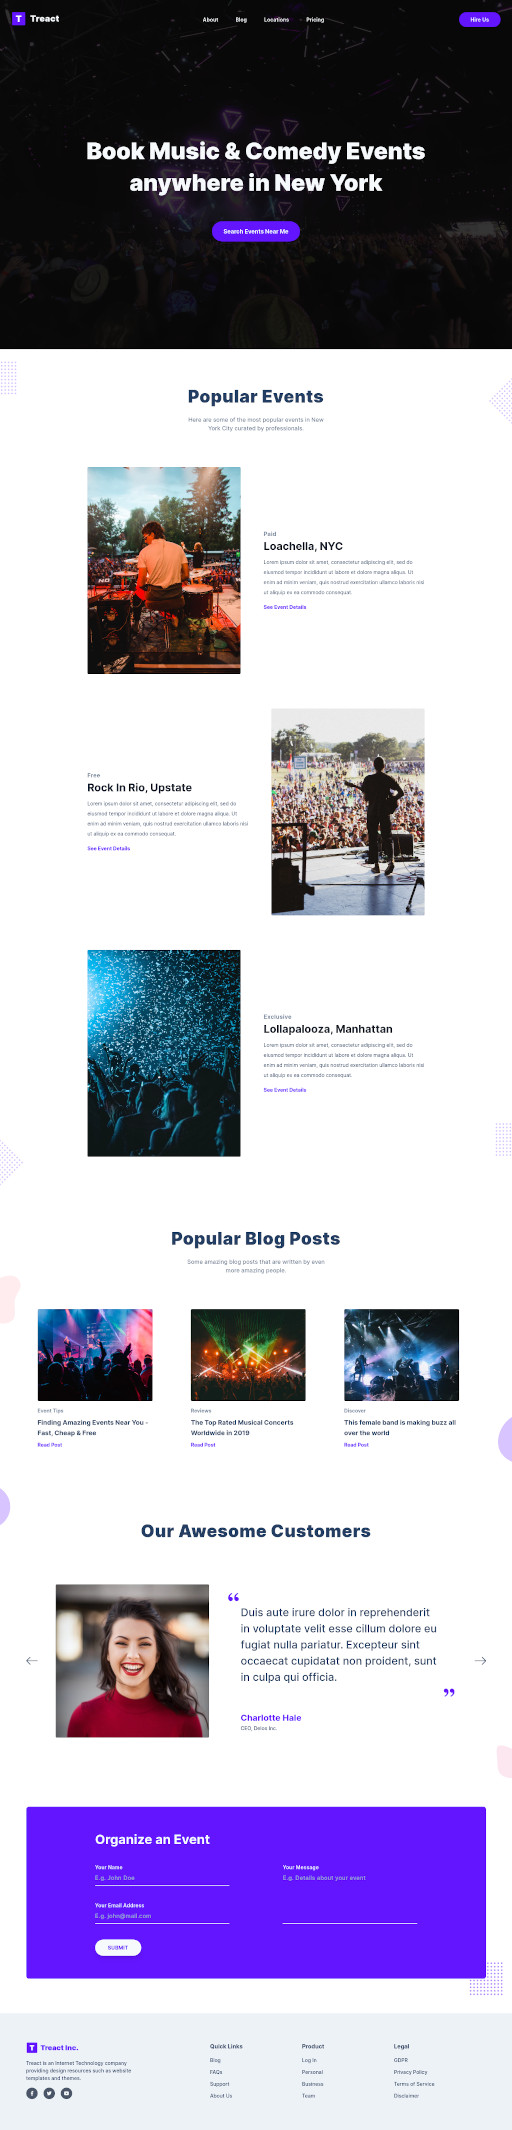 Treact
About
Blog
Locations
Pricing
Hire Us
Book Music & Comedy Events
anywhere in New York
Search Events Near Me
Popular Events
Here are some of the most popular events in New
York City curated by professionals.
Paid
Loachella, NYC
Lorem ipsum dolor sit amet, consectetur adipiscing elit, sed do
eiusmod tempor incididunt ut labore et dolore magna aliqua. Ut
enim ad minim veniam, quis nostrud exercitation ullamco laboris nisi
ut aliquip ex ea commodo consequat.
See Event Details
Free
Rock In Rio, Upstate
Lorem ipsum dolor sit amet, consectetur adipiscing elit, sed do
eiusmod tempor incididunt ut labore et dolore magna aliqua. Ut
enim ad minim veniam, quis nostrud exercitation ullamco laboris nisi
ut aliquip ex ea commodo consequat.
See Event Details
Exclusive
Lollapalooza, Manhattan
Lorem ipsum dolor sit amet, consectetur adipiscing elit, sed do
eiusmod tempor incididunt ut labore et dolore magna aliqua. Ut
enim ad minim veniam, quis nostrud exercitation ullamco laboris nisi
ut aliquip ex ea commodo consequat.
See Event Details
Popular Blog Posts
Some amazing blog posts that are written by even
more amazing people.
Event Tips
Finding Amazing Events Near You -
Fast, Cheap & Free
Read Post
Reviews
The Top Rated Musical Concerts
Worldwide in 2019
Read Post
Discover
This female band is making buzz all
over the world
Read Post
Our Awesome Customers
“
Duis aute irure dolor in reprehenderit
in voluptate velit esse cillum dolore eu
fugiat nulla pariatur. Excepteur sint
occaecat cupidatat non proident, sunt
in culpa qui officia.
”
Charlotte Hale
CEO, Delos Inc.
Organize an Event
Your Name
E.g. John Doe
Your Email Address
E.g. john@mail.com
Your Message
E.g. Details about your event
SUBMIT
Treact Inc.
Treact is an Internet Technology company
providing design resources such as website
templates and themes.
Quick Links
Blog
FAQs
Support
About Us
Product
Log In
Personal
Business
Team
Legal
GDPR
Privacy Policy
Terms of Service
Disclaimer